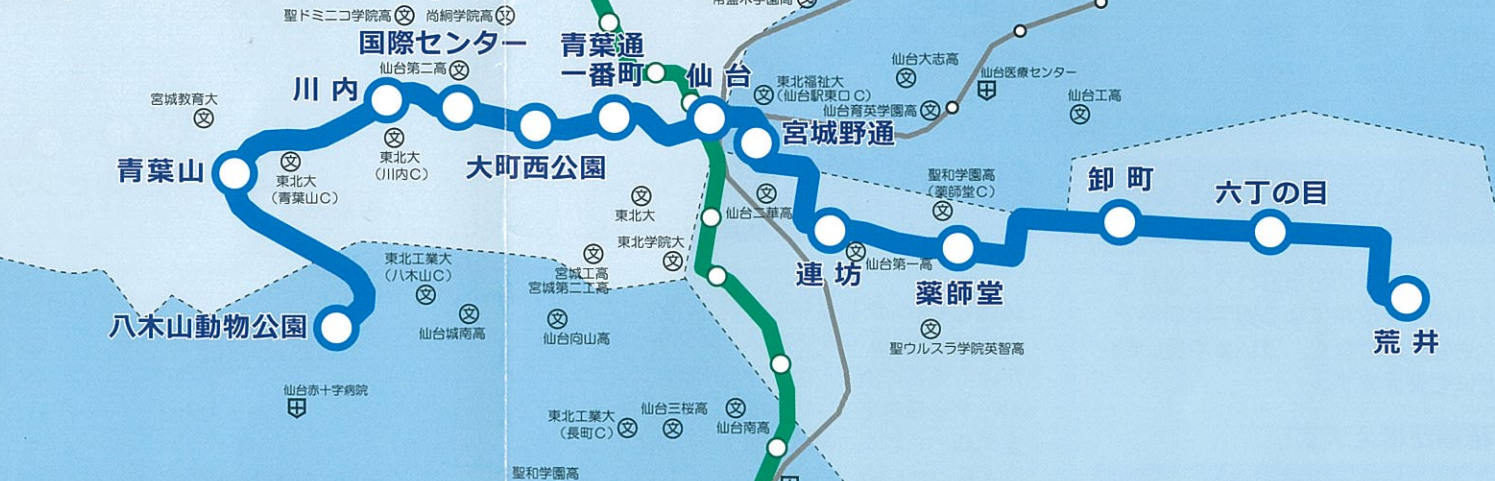 聖ドミニコ学院高
尚絅学院高
国際センター
仙台第二高
青葉通
一番町
仙台
川内
宮城教育大
東北大
(川内C)
青葉山
東北大
(青葉山C)
大町西公園
東北福祉大
(仙台駅東口C)
仙台大志高
仙台育英学園高
仙台医療センター
仙台工高
宮城野通
聖和学園高
(薬師堂C)
卸町
六丁の目
仙台二華高
東北大
東北学院大
宮城工高
宮城第二工高
連坊
仙台第一高
薬師堂
荒井
東北工業大
(八木山C)
八木山動物公園
仙台城南高
仙台向山高
聖ウルスラ学院英智高
仙台赤十字病院
東北工業大
(長町C)
仙台三桜高
仙台南高
聖和学園高